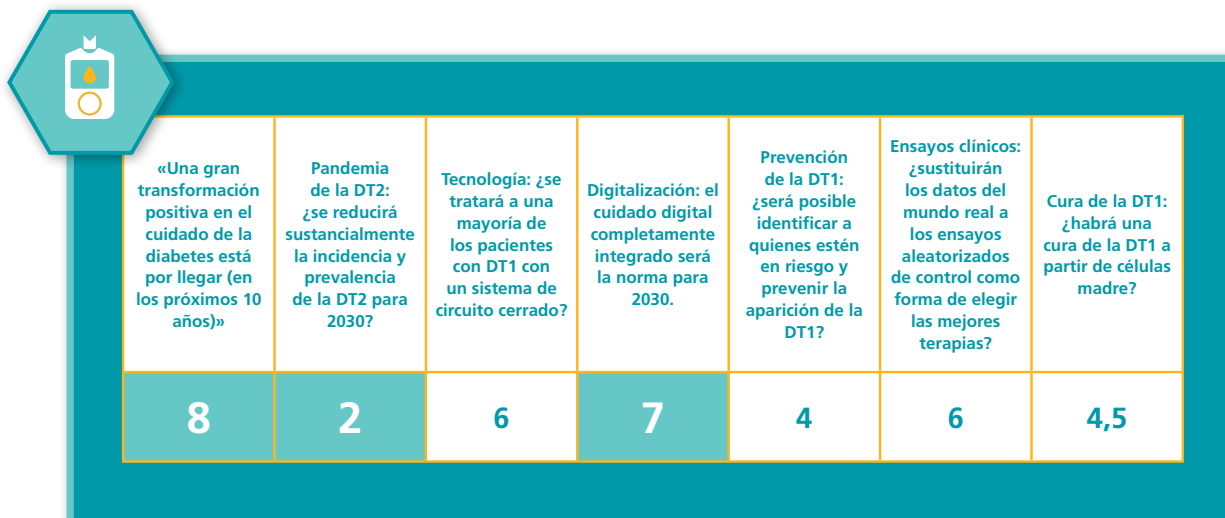 «Una gran
transformación
positiva en el
cuidado de la
diabetes está
por llegar (en
los próximos 10
años)»
Pandemia
de la DT2:
¿se reducirá
sustancialmente
la incidencia y
prevalencia
de la DT2 para
2030?
Tecnología: ¿se
tratará a una
mayoría de
los pacientes
con DT1 con
un sistema de
circuito cerrado?
Digitalización: el
cuidado digital
completamente
integrado será
la norma para
2030.
Prevención
de la DT1:
¿será posible
identificar a
quienes estén
en riesgo y
prevenir la
aparición de la
DT1?
Ensayos clínicos:
¿sustituirán
los datos del
mundo real a
los ensayos
aleatorizados
de control como
forma de elegir
las mejores
terapias?
Cura de la DT1:
¿habrá una
cura de la DT1 a
partir de células
madre?
8
2
6
7
4
6
4,5